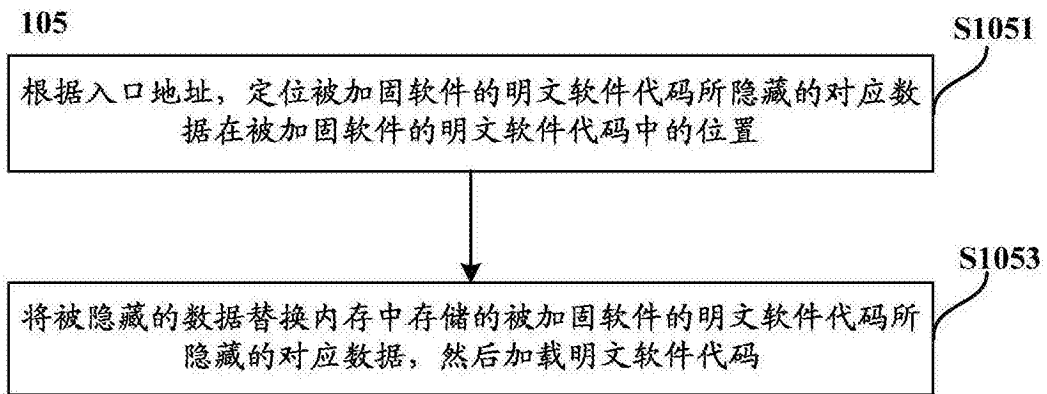 105
S1051
根据入口地址，定位被加固软件的明文软件代码所隐藏的对应数
据在被加固软件的明文软件代码中的位置
S1053
将被隐藏的数据替换内存中存储的被加固软件的明文软件代码所
隐藏的对应数据，然后加载明文软件代码